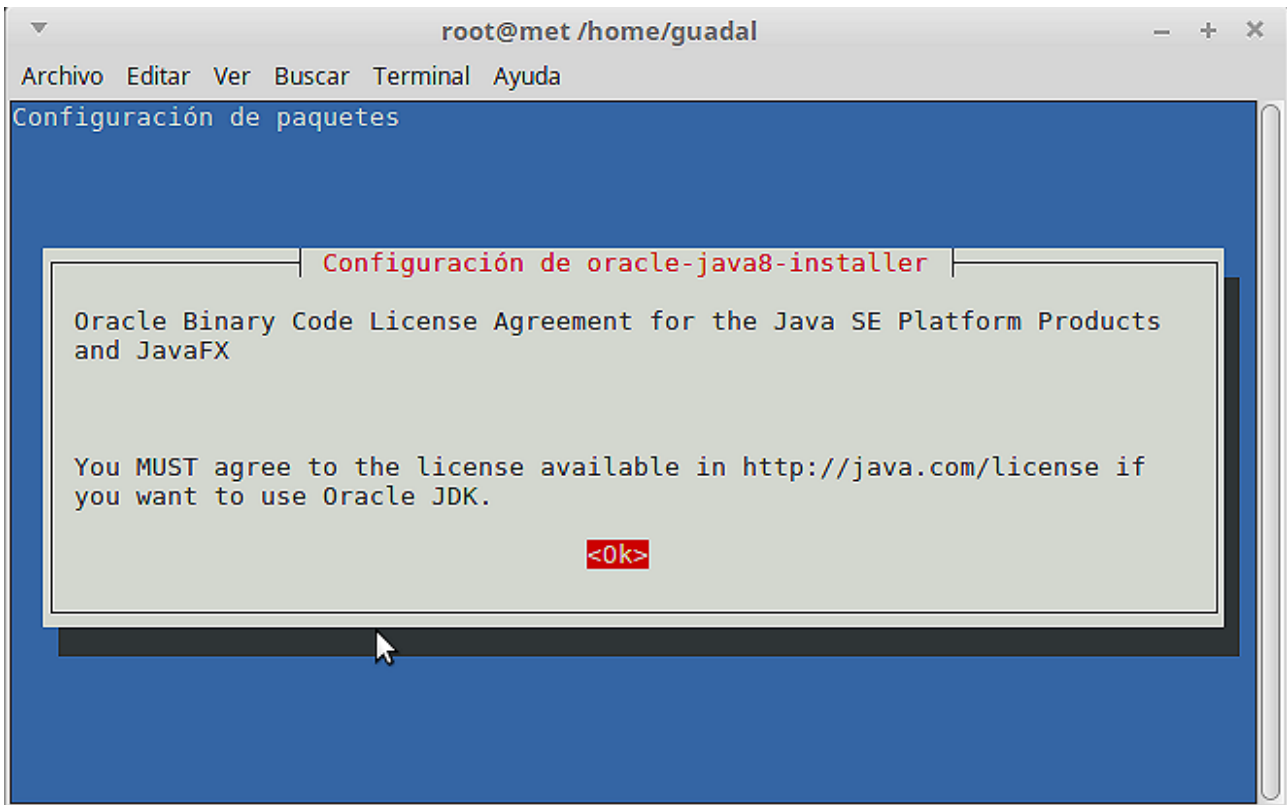 root@met /home/guadal
Archivo Editar Ver Buscar Terminal Ayuda
Configuración de paquetes
Configuración de oracle-java8-installer
Oracle Binary Code License Agreement for the Java SE Platform Products
and JavaFX
You MUST agree to the license available in http://java.com/license if
you want to use Oracle JDK.
<Ok>